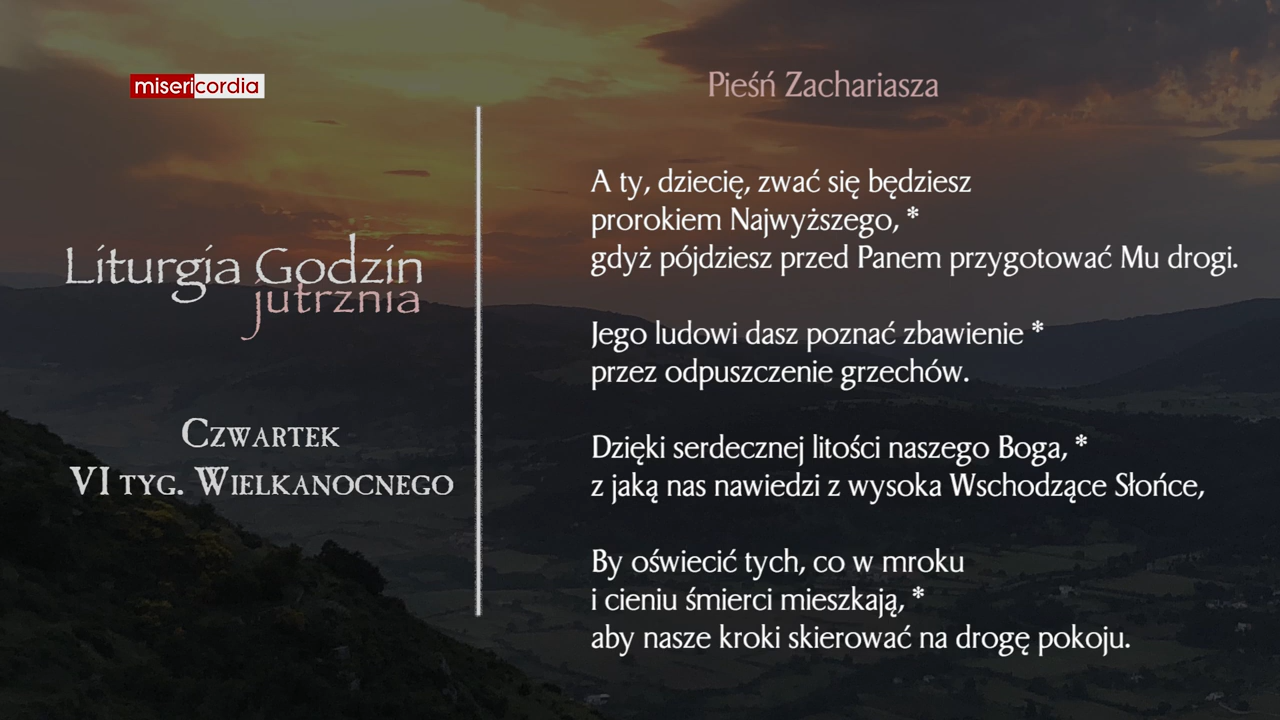 misericordia
Liturgia Godzin
jutrznia
Czwartek
VI tyg. Wielkanocnego
Pieśń Zachariasza
A ty, dziecię, zwać się będziesz
prorokiem Najwyższego, *
gdyż pójdziesz przed Panem przygotować Mu drogi.
Jego ludowi dasz poznać zbawienie *
przez odpuszczenie grzechów.
Dzięki serdecznej litości naszego Boga, *
z jaką nas nawiedzi z wysoka Wschodzące Słońce,
By oświecić tych, co w mroku
i cieniu śmierci mieszkają, *
aby nasze kroki skierować na drogę pokoju.